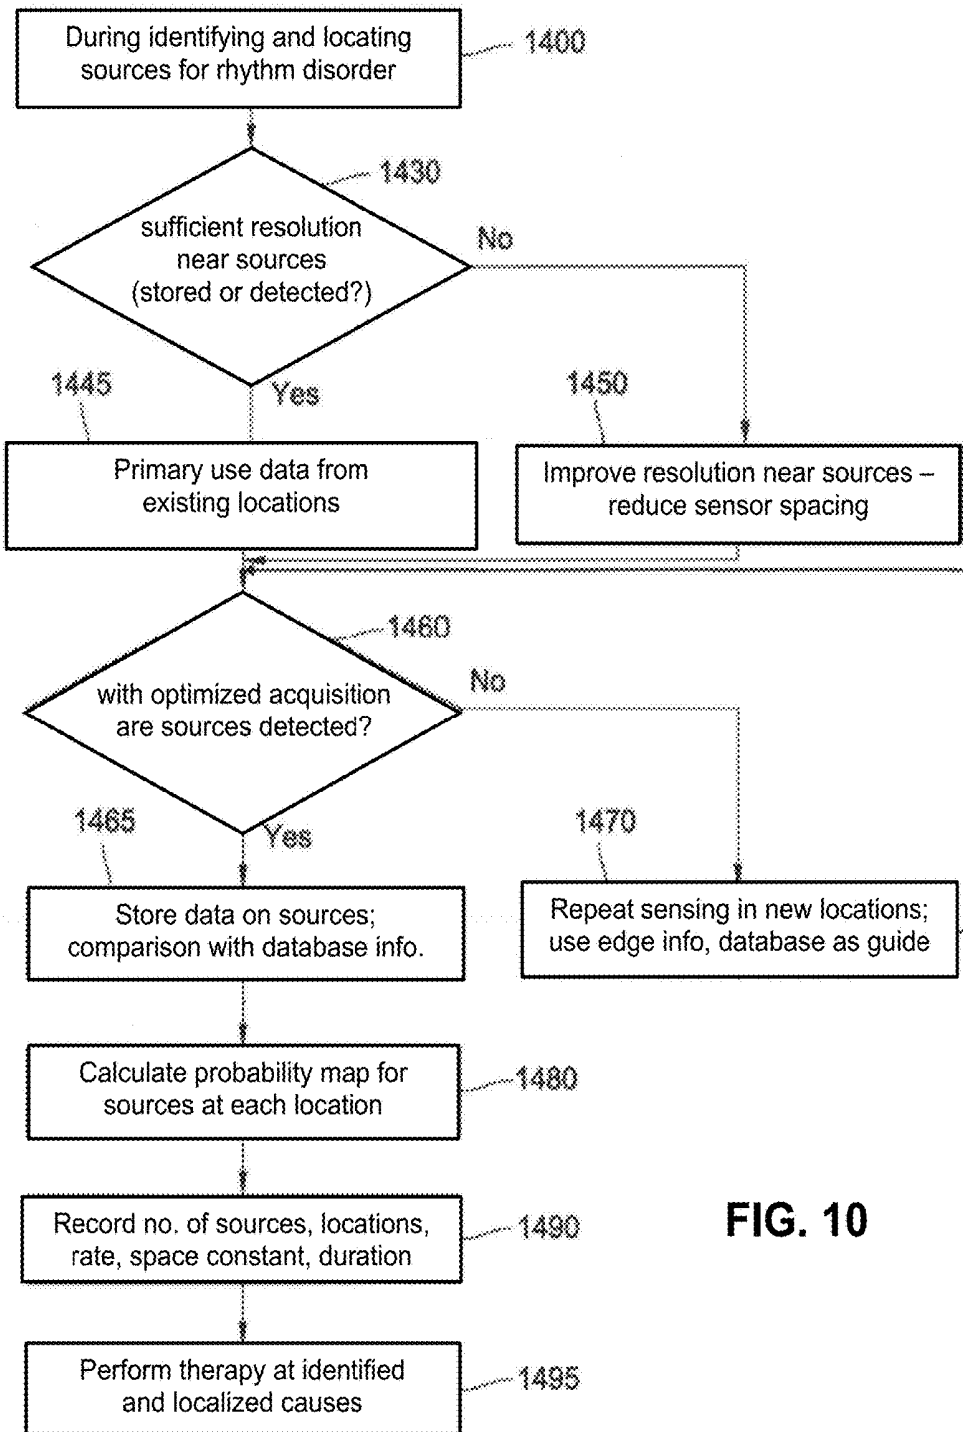 During identifying and locating
sources for rhythm disorder
1400
1430
sufficient resolution
near sources
(stored or detected?)
No
Yes
1445
Primary use data from
existing locations
1450
Improve resolution near sources –
reduce sensor spacing
1460
with optimized acquisition
are sources detected?
No
Yes
1465
Store data on sources;
comparison with database info.
1470
Repeat sensing in new locations;
use edge info, database as guide
Calculate probability map for
sources at each location
1480
Record no. of sources, locations,
rate, space constant, duration
1490
FIG. 10
Perform therapy at identified
and localized causes
1495